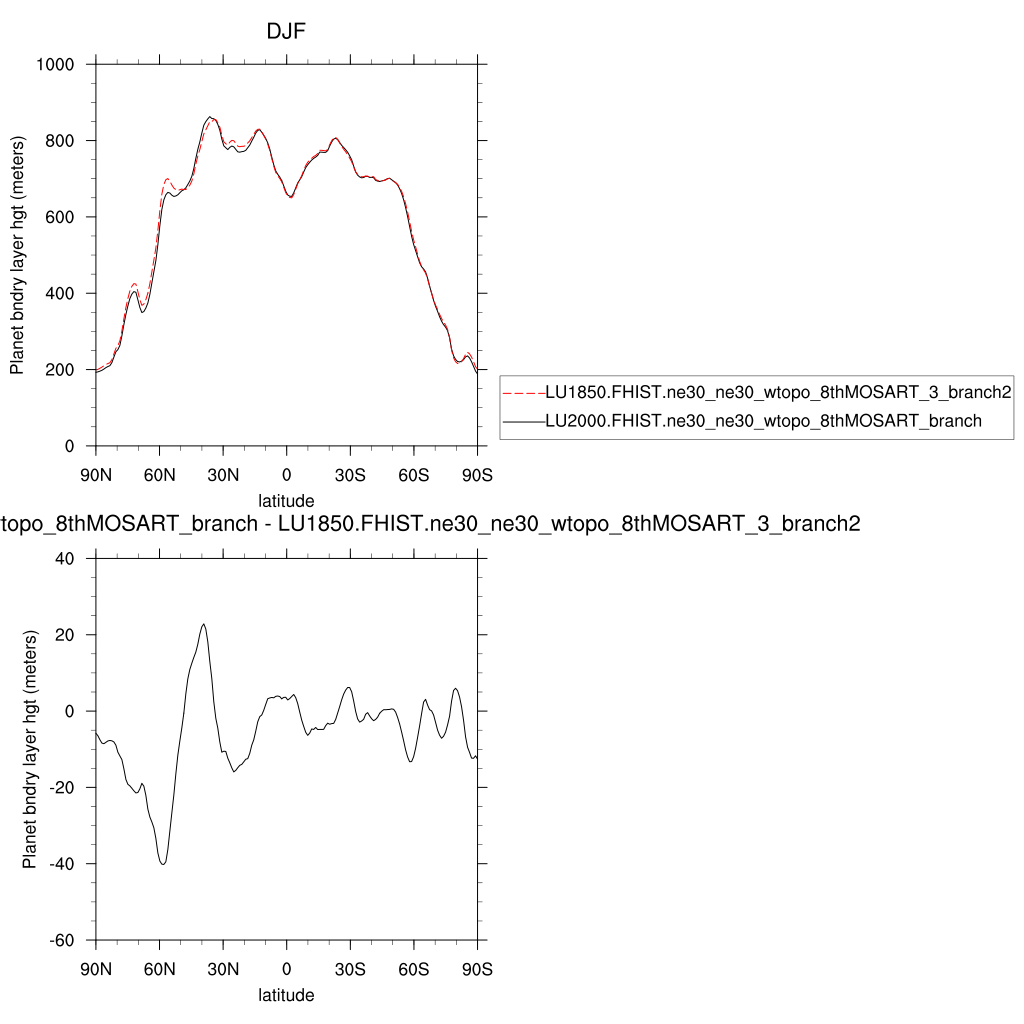 DJF
1000
800
600
400
200
0
Planet bndry layer hgt (meters)
90N 60N 30N 0 30S 60S 90S
latitude
LU1850.FHIST.ne30_ne30_wtopo_8thMOSART_3_branch2
LU2000.FHIST.ne30_ne30_wtopo_8thMOSART_branch
topo_8thMOSART_branch - LU1850.FHIST.ne30_ne30_wtopo_8thMOSART_3_branch2
40
20
0
-20
-40
-60
Planet bndry layer hgt (meters)
90N 60N 30N 0 30S 60S 90S
latitude